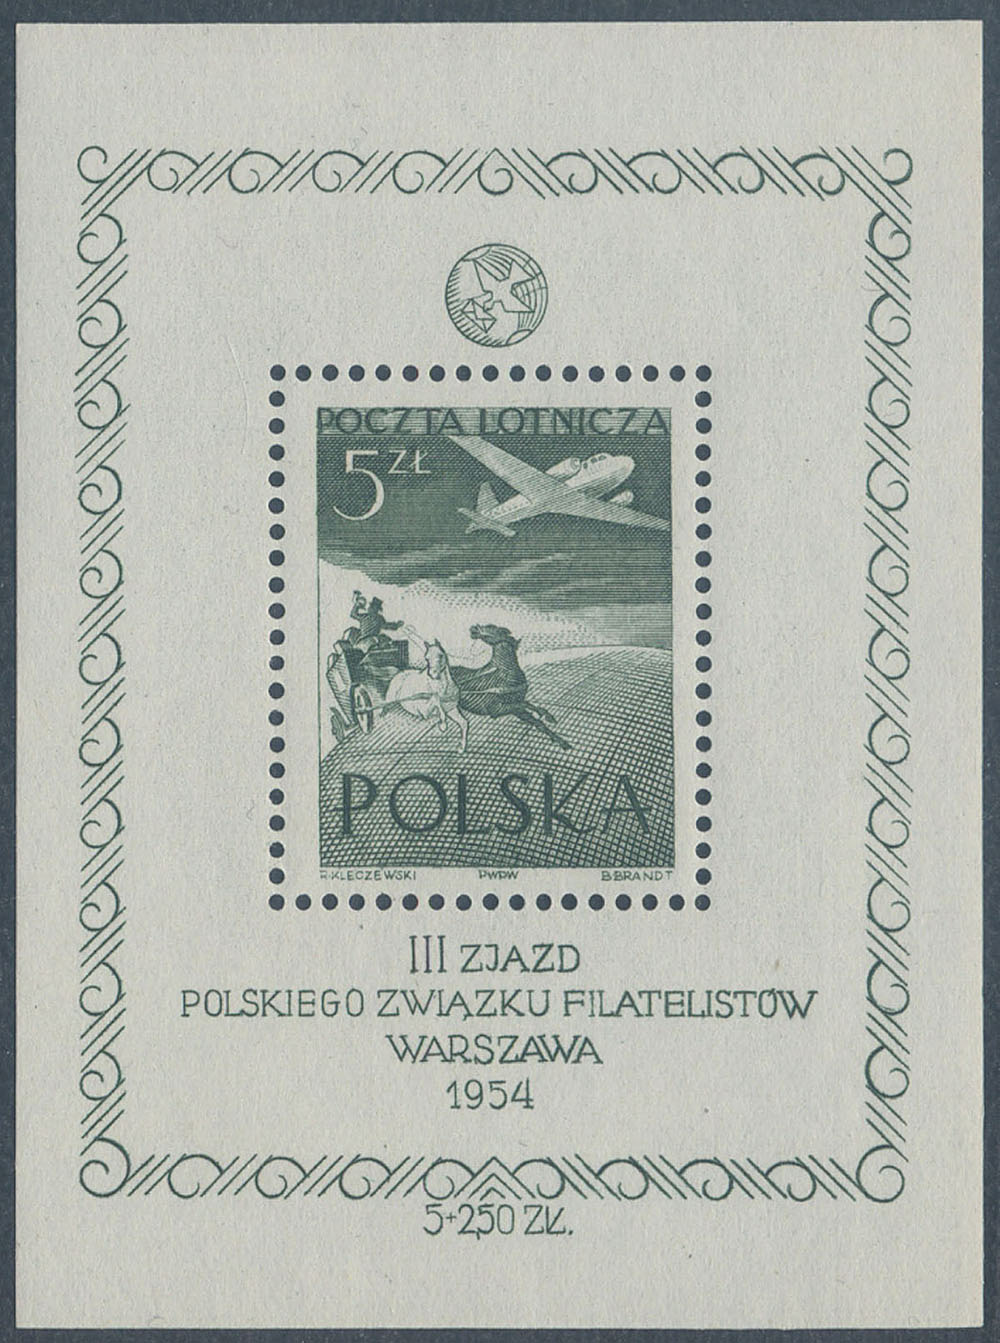 POCZTA LOTNICZA
5 ZŁ
POLSKA
R·KLECZEWSKI PWPW B·BRANDT
III ZJAZD
POLSKIEGO ZWIĄZKU FILATELISTÓW
WARSZAWA
1954
5+2,50 ZŁ.